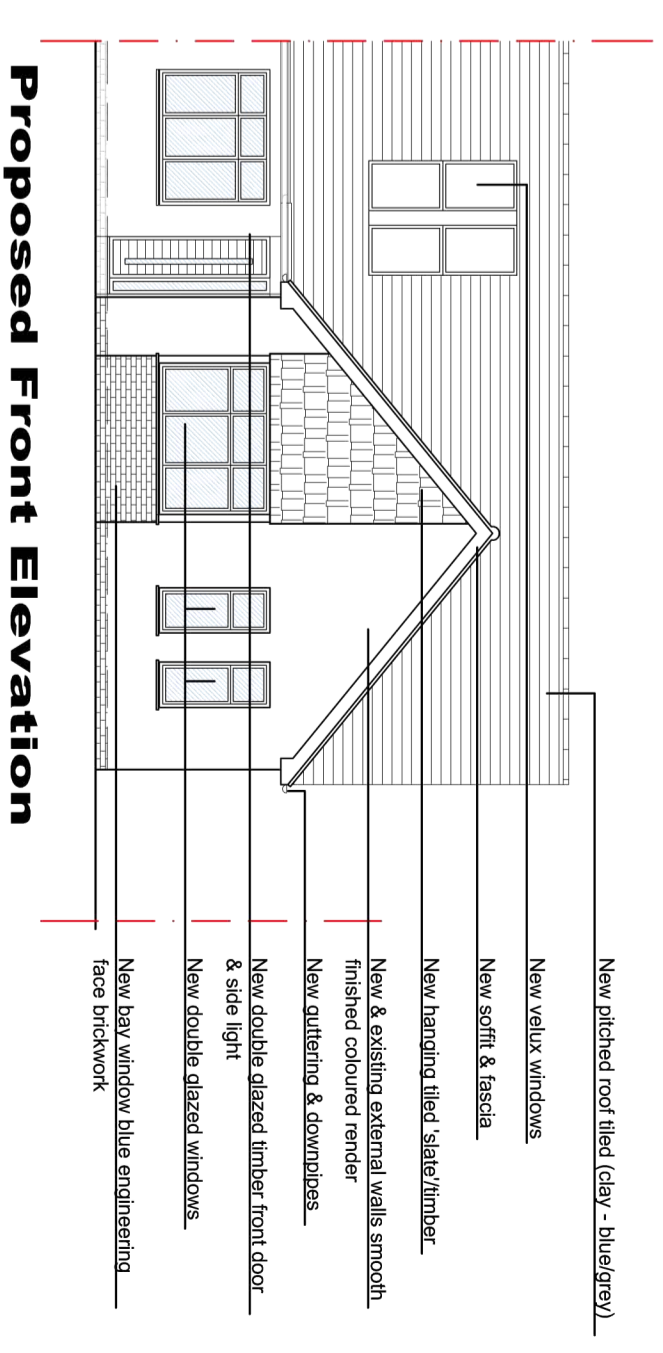 New pitched roof tiled (clay - blue/grey)
New velux windows
New soffit & fascia
New hanging tiled 'slate'/timber
New & existing external walls smooth
finished coloured render
New guttering & downpipes
New double glazed timber front door
& side light
New double glazed windows
New bay window blue engineering
face brickwork
Proposed Front Elevation